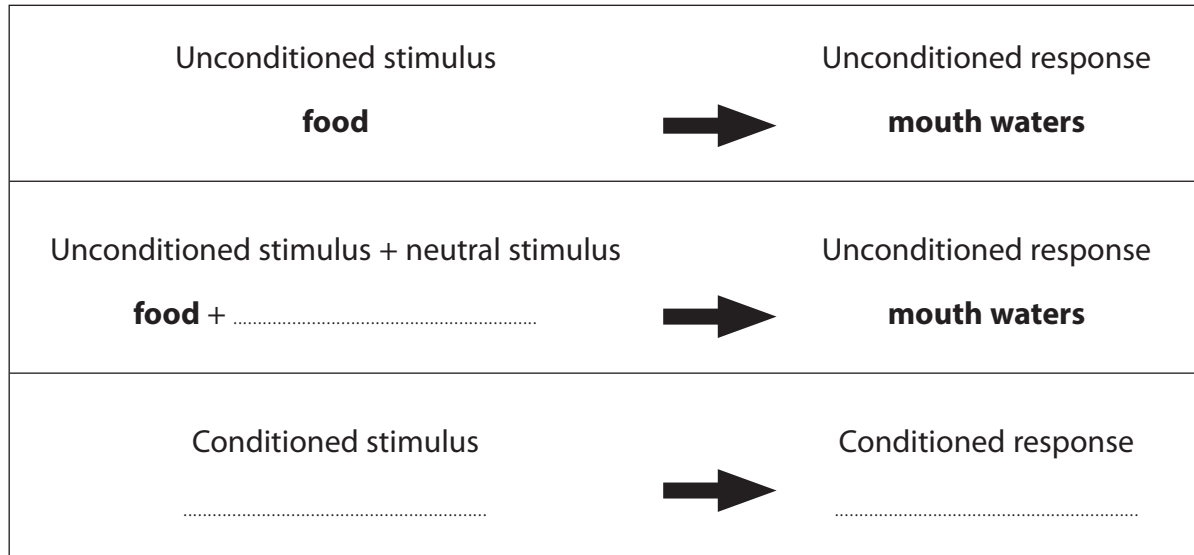 Unconditioned stimulus
Unconditioned response
food
mouth waters
Unconditioned stimulus + neutral stimulus
Unconditioned response
food + ................................................................
mouth waters
Conditioned stimulus
Conditioned response
................................................................
................................................................